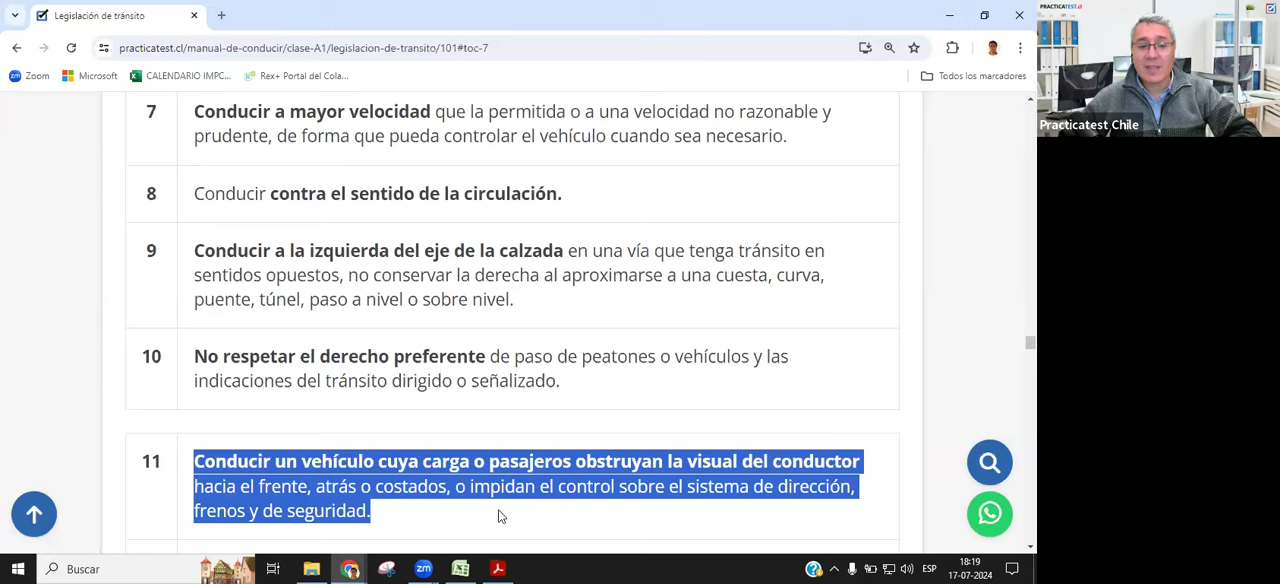 Legislación de tránsito
practicatest.cl/manual-de-conducir/clase-A1/legislacion-de-transito/101#toc-7
Zoom
Microsoft
CALENDARIO IMPC...
Rex+ Portal del Cola...
Todos los marcadores
7
Conducir a mayor velocidad que la permitida o a una velocidad no razonable y
prudente, de forma que pueda controlar el vehículo cuando sea necesario.
8
Conducir contra el sentido de la circulación.
9
Conducir a la izquierda del eje de la calzada en una vía que tenga tránsito en
sentidos opuestos, no conservar la derecha al aproximarse a una cuesta, curva,
puente, túnel, paso a nivel o sobre nivel.
10
No respetar el derecho preferente de paso de peatones o vehículos y las
indicaciones del tránsito dirigido o señalizado.
11
Conducir un vehículo cuya carga o pasajeros obstruyan la visual del conductor
hacia el frente, atrás o costados, o impidan el control sobre el sistema de dirección,
frenos y de seguridad.
PRACTICATEST.CL
Practicatest Chile
Buscar
zm
ESP
18:19
17-07-2024